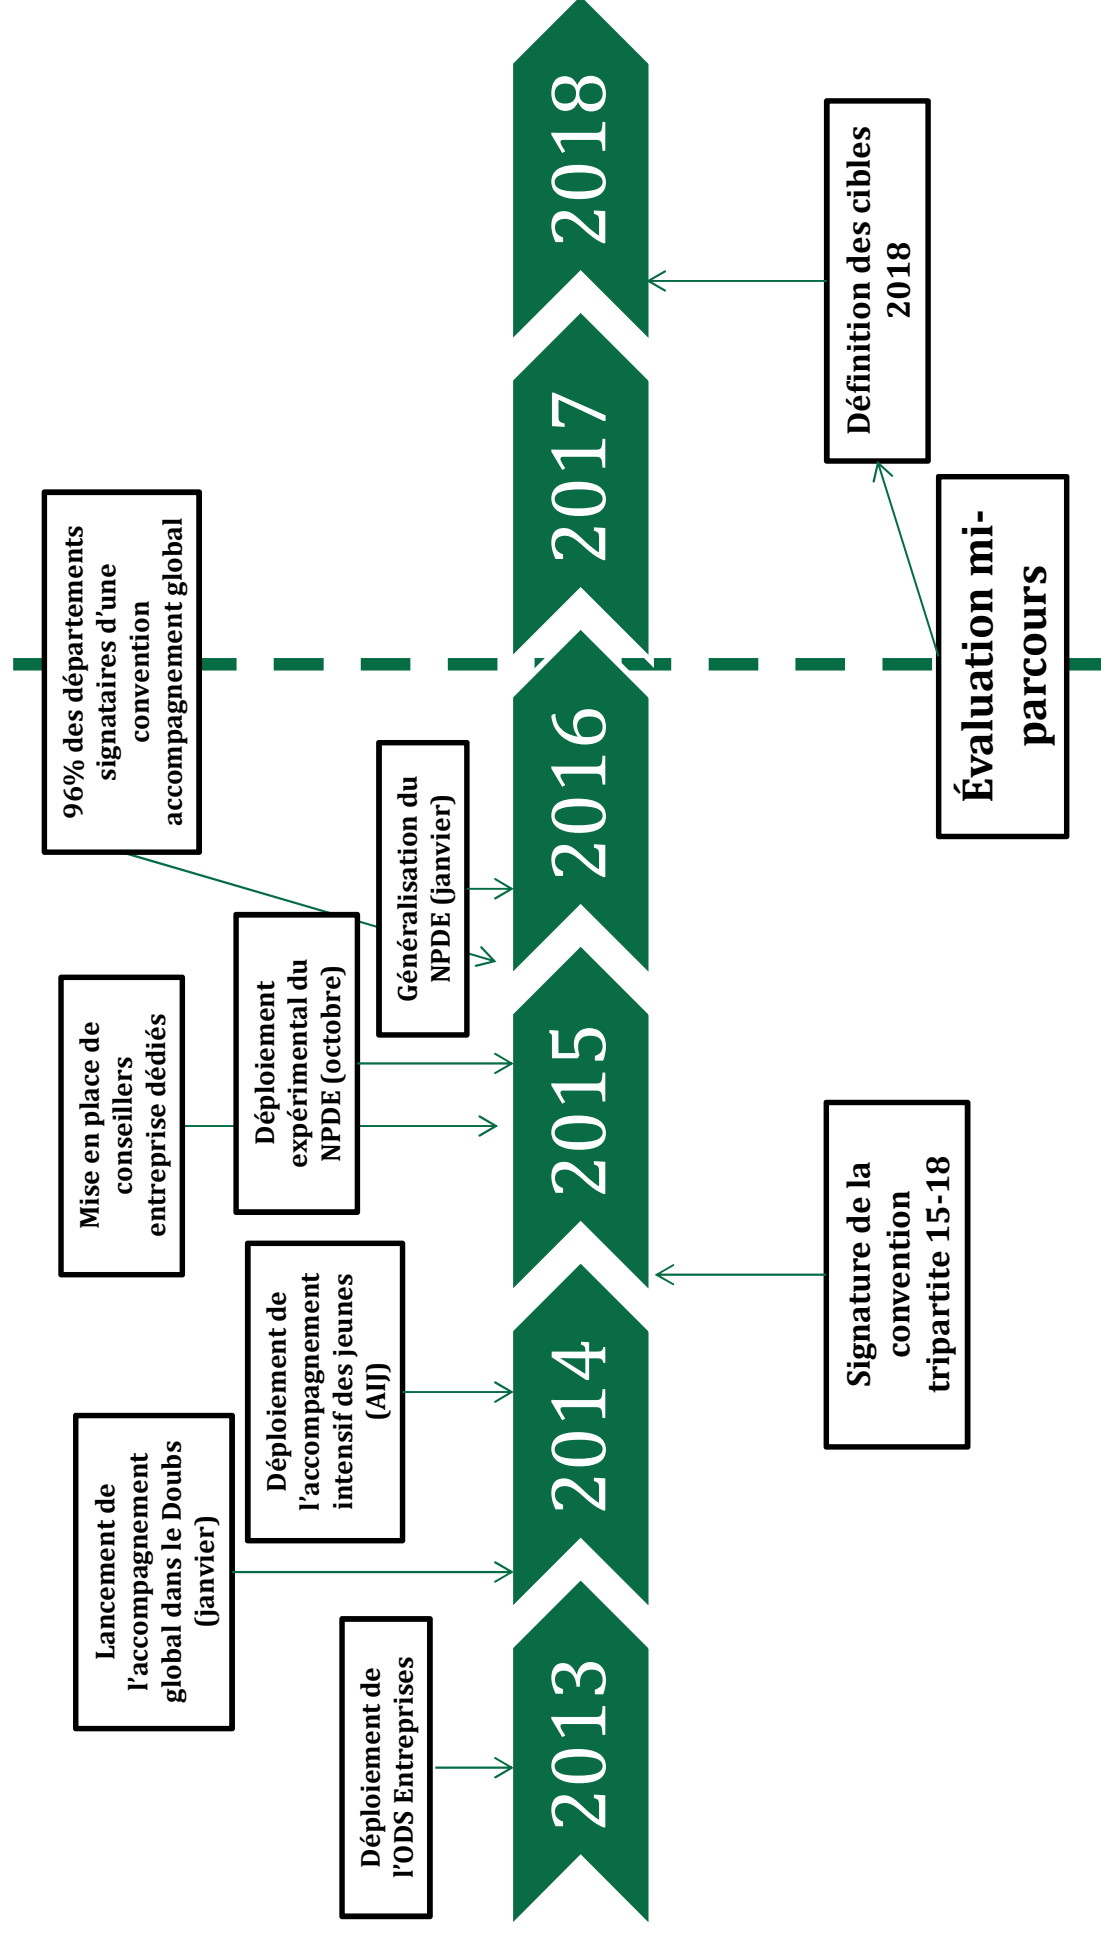 96% des départements
signataires d'une
convention
accompagnement global
Mise en place de
conseillers
entreprise dédiés
Lancement de
l'accompagnement
global dans le Doubs
(janvier)
Déploiement
expérimental du
NPDE (octobre)
Déploiement de
l'accompagnement
intensif des jeunes
(AIJ)
Généralisation du
NPDE (janvier)
Déploiement de
l'ODS Entreprises
2013
2014
2015
2016
2017
2018
Signature de la
convention
tripartite 15-18
Définition des cibles
2018
Évaluation mi-
parcours